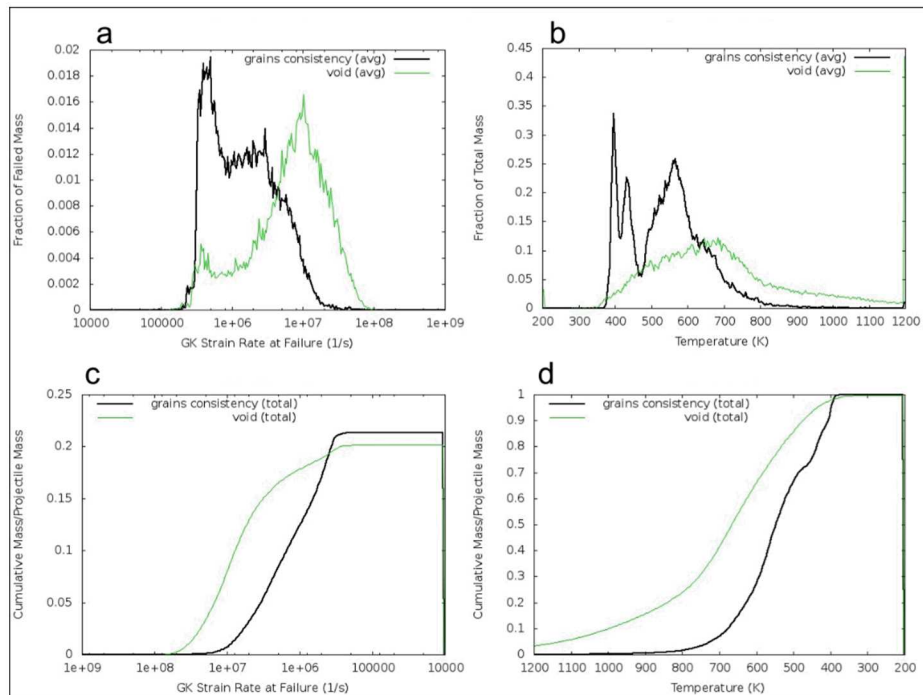 a
0.02
0.018
0.016
0.014
0.012
0.01
0.008
0.006
0.004
0.002
0
Fraction of Failed Mass
grains consistency (avg)
void (avg)
10000 100000 1e+06 1e+07 1e+08 1e+09
GK Strain Rate at Failure (1/s)
b
0.45
0.4
0.35
0.3
0.25
0.2
0.15
0.1
0.05
0
Fraction of Total Mass
grains consistency (avg)
void (avg)
200 300 400 500 600 700 800 900 1000 1100 1200
Temperature (K)
c
0.25
0.2
0.15
0.1
0.05
0
Cumulative Mass/Projectile Mass
grains consistency (total)
void (total)
1e+09 1e+08 1e+07 1e+06 100000 10000
GK Strain Rate at Failure (1/s)
d
1
0.9
0.8
0.7
0.6
0.5
0.4
0.3
0.2
0.1
0
Cumulative Mass/Projectile Mass
grains consistency (total)
void (total)
1200 1100 1000 900 800 700 600 500 400 300 200
Temperature (K)